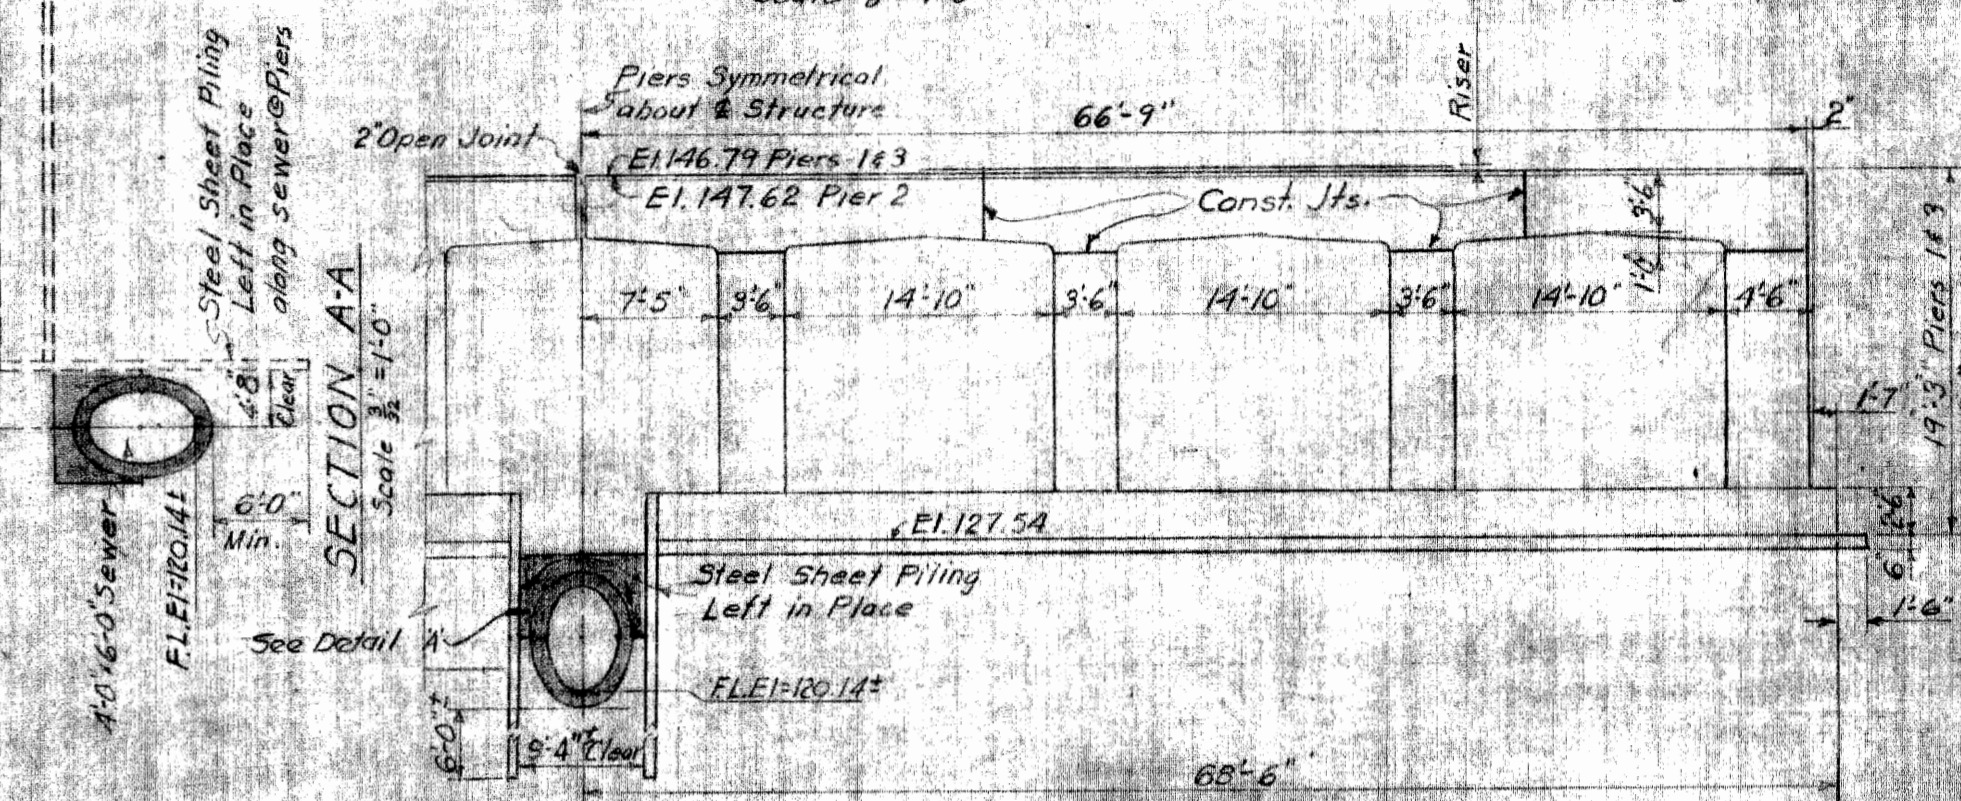 Steel Sheet Piling
Left in Place
along sewer@Piers
4'-8"
Clear
SECTION A-A
Scale 3/32" = 1'-0"
6'-0"
Min.
4'-0"x6'-0" Sewer
F.L.El=120.14±
Piers Symmetrical
about ℄ Structure
66'-9"
Riser
2"
2" Open Joint
El.146.79 Piers 1&3
El.147.62 Pier 2
Const. Jts.
3'-6"
1'-0"
7'-5"
3'-6"
14'-10"
3'-6"
14'-10"
3'-6"
14'-10"
4'-6"
19'-3" Piers 1&3
1'-7"
El.127.54
2'-6"
6"
1'-6"
Steel Sheet Piling
Left in Place
See Detail 'A'
F.L.El=120.14±
6'-0"±
Clear
68'-6"